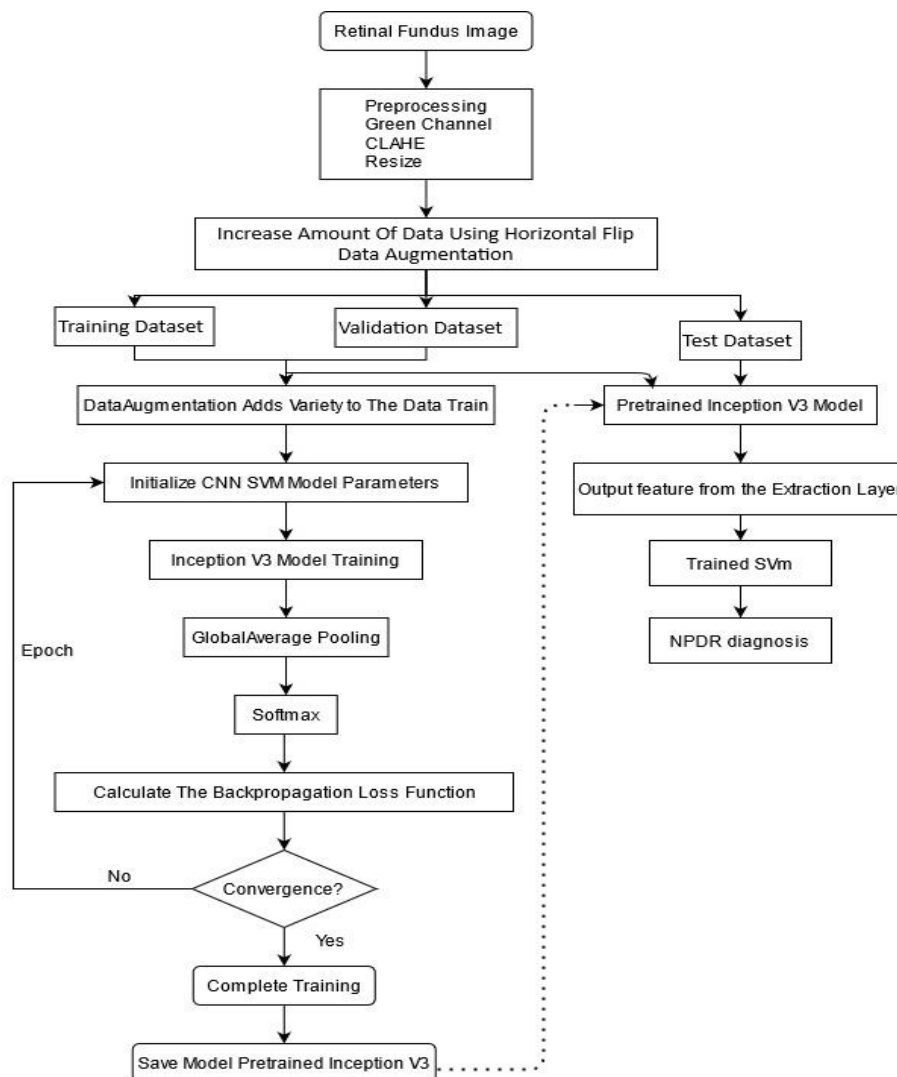 Retinal Fundus Image
Preprocessing
Green Channel
CLAHE
Resize
Increase Amount Of Data Using Horizontal Flip
Data Augmentation
Training Dataset
Validation Dataset
Test Dataset
DataAugmentation Adds Variety to The Data Train
Pretrained Inception V3 Model
Initialize CNN SVM Model Parameters
Output feature from the Extraction Layer
Inception V3 Model Training
Trained SVm
GlobalAverage Pooling
NPDR diagnosis
Epoch
Softmax
Calculate The Backpropagation Loss Function
No
Convergence?
Yes
Complete Training
Save Model Pretrained Inception V3